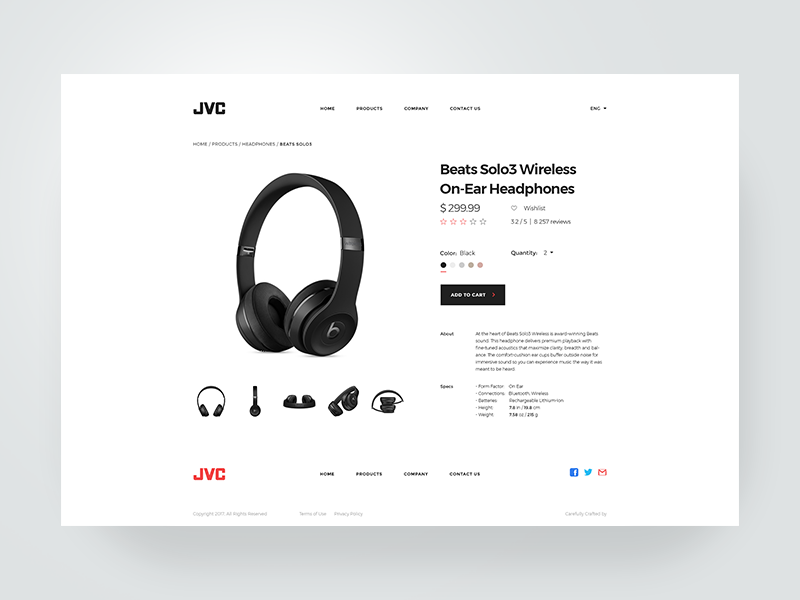 JVC
HOME PRODUCTS COMPANY CONTACT US
ENG
HOME / PRODUCTS / HEADPHONES / BEATS SOLO3
Beats Solo3 Wireless
On-Ear Headphones
$ 299.99
Wishlist
3.2 / 5 | 8 257 reviews
Color: Black
Quantity: 2
ADD TO CART
About
At the heart of Beats Solo3 Wireless is award-winning Beats
sound. This headphone delivers premium playback with
fine-tuned acoustics that maximize clarity, breadth and bal-
ance. The comfort-cushion ear cups buffer outside noise for
immersive sound so you can experience music the way it was
meant to be heard.
Specs
- Form Factor On Ear
- Connections Bluetooth, Wireless
- Batteries Rechargeable Lithium-ion
- Height 7.8 in / 19.8 cm
- Weight 7.58 oz / 215 g
b
JVC
HOME PRODUCTS COMPANY CONTACT US
Copyright 2017. All Rights Reserved.
Terms of Use Privacy Policy
Carefully Crafted by